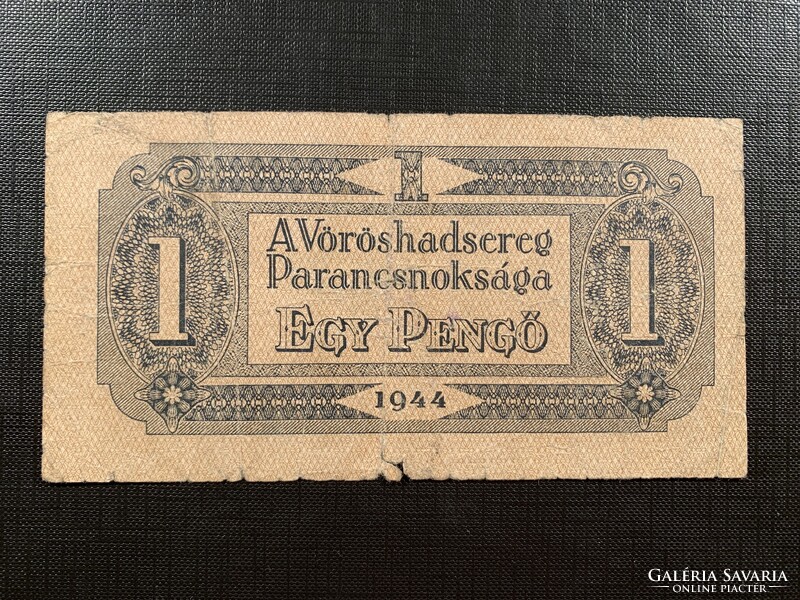 1
A Vöröshadsereg
Parancsnoksága
1 1
EGY PENGŐ
1944
GALÉRIA SAVARIA
ONLINE PIACTÉR